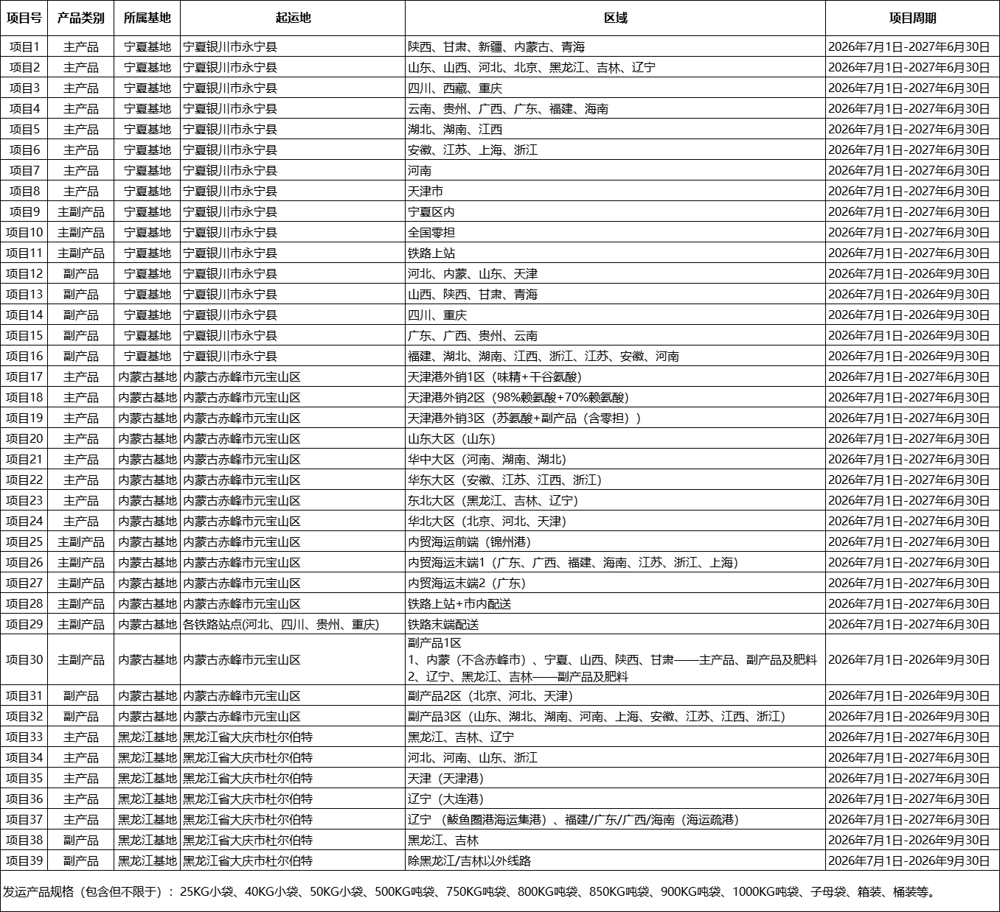 项目号 产品类别 所属基地 起运地 区域 项目周期
项目1 主产品 宁夏基地 宁夏银川市永宁县 陕西、甘肃、新疆、内蒙古、青海 2026年7月1日-2027年6月30日
项目2 主产品 宁夏基地 宁夏银川市永宁县 山东、山西、河北、北京、黑龙江、吉林、辽宁 2026年7月1日-2027年6月30日
项目3 主产品 宁夏基地 宁夏银川市永宁县 四川、西藏、重庆 2026年7月1日-2027年6月30日
项目4 主产品 宁夏基地 宁夏银川市永宁县 云南、贵州、广西、广东、福建、海南 2026年7月1日-2027年6月30日
项目5 主产品 宁夏基地 宁夏银川市永宁县 湖北、湖南、江西 2026年7月1日-2027年6月30日
项目6 主产品 宁夏基地 宁夏银川市永宁县 安徽、江苏、上海、浙江 2026年7月1日-2027年6月30日
项目7 主产品 宁夏基地 宁夏银川市永宁县 河南 2026年7月1日-2027年6月30日
项目8 主产品 宁夏基地 宁夏银川市永宁县 天津市 2026年7月1日-2027年6月30日
项目9 主副产品 宁夏基地 宁夏银川市永宁县 宁夏区内 2026年7月1日-2027年6月30日
项目10 主副产品 宁夏基地 宁夏银川市永宁县 全国零担 2026年7月1日-2027年6月30日
项目11 主副产品 宁夏基地 宁夏银川市永宁县 铁路上站 2026年7月1日-2027年6月30日
项目12 副产品 宁夏基地 宁夏银川市永宁县 河北、内蒙、山东、天津 2026年7月1日-2026年9月30日
项目13 副产品 宁夏基地 宁夏银川市永宁县 山西、陕西、甘肃、青海 2026年7月1日-2026年9月30日
项目14 副产品 宁夏基地 宁夏银川市永宁县 四川、重庆 2026年7月1日-2026年9月30日
项目15 副产品 宁夏基地 宁夏银川市永宁县 广东、广西、贵州、云南 2026年7月1日-2026年9月30日
项目16 副产品 宁夏基地 宁夏银川市永宁县 福建、湖北、湖南、江西、浙江、江苏、安徽、河南 2026年7月1日-2026年9月30日
项目17 主产品 内蒙古基地 内蒙古赤峰市元宝山区 天津港外销1区（味精+干谷氨酸） 2026年7月1日-2027年6月30日
项目18 主产品 内蒙古基地 内蒙古赤峰市元宝山区 天津港外销2区（98%赖氨酸+70%赖氨酸） 2026年7月1日-2027年6月30日
项目19 主产品 内蒙古基地 内蒙古赤峰市元宝山区 天津港外销3区（苏氨酸+副产品（含零担）） 2026年7月1日-2027年6月30日
项目20 主产品 内蒙古基地 内蒙古赤峰市元宝山区 山东大区（山东） 2026年7月1日-2027年6月30日
项目21 主产品 内蒙古基地 内蒙古赤峰市元宝山区 华中大区（河南、湖南、湖北） 2026年7月1日-2027年6月30日
项目22 主产品 内蒙古基地 内蒙古赤峰市元宝山区 华东大区（安徽、江苏、江西、浙江） 2026年7月1日-2027年6月30日
项目23 主产品 内蒙古基地 内蒙古赤峰市元宝山区 东北大区（黑龙江、吉林、辽宁） 2026年7月1日-2027年6月30日
项目24 主产品 内蒙古基地 内蒙古赤峰市元宝山区 华北大区（北京、河北、天津） 2026年7月1日-2027年6月30日
项目25 主副产品 内蒙古基地 内蒙古赤峰市元宝山区 内贸海运前端（锦州港） 2026年7月1日-2027年6月30日
项目26 主副产品 内蒙古基地 内蒙古赤峰市元宝山区 内贸海运末端1（广东、广西、福建、海南、江苏、浙江、上海） 2026年7月1日-2027年6月30日
项目27 主副产品 内蒙古基地 内蒙古赤峰市元宝山区 内贸海运末端2（广东） 2026年7月1日-2027年6月30日
项目28 主副产品 内蒙古基地 内蒙古赤峰市元宝山区 铁路上站+市内配送 2026年7月1日-2027年6月30日
项目29 主副产品 内蒙古基地 各铁路站点(河北、四川、贵州、重庆) 铁路末端配送 2026年7月1日-2027年6月30日
副产品1区
项目30 主副产品 内蒙古基地 内蒙古赤峰市元宝山区 1、内蒙（不含赤峰市）、宁夏、山西、陕西、甘肃——主产品、副产品及肥料 2026年7月1日-2026年9月30日
2、辽宁、黑龙江、吉林——副产品及肥料
项目31 副产品 内蒙古基地 内蒙古赤峰市元宝山区 副产品2区（北京、河北、天津） 2026年7月1日-2026年9月30日
项目32 副产品 内蒙古基地 内蒙古赤峰市元宝山区 副产品3区（山东、湖北、湖南、河南、上海、安徽、江苏、江西、浙江） 2026年7月1日-2026年9月30日
项目33 主产品 黑龙江基地 黑龙江省大庆市杜尔伯特 黑龙江、吉林、辽宁 2026年7月1日-2027年6月30日
项目34 主产品 黑龙江基地 黑龙江省大庆市杜尔伯特 河北、河南、山东、浙江 2026年7月1日-2027年6月30日
项目35 主产品 黑龙江基地 黑龙江省大庆市杜尔伯特 天津（天津港） 2026年7月1日-2027年6月30日
项目36 主产品 黑龙江基地 黑龙江省大庆市杜尔伯特 辽宁（大连港） 2026年7月1日-2027年6月30日
项目37 主产品 黑龙江基地 黑龙江省大庆市杜尔伯特 辽宁 （鲅鱼圈港海运集港）、福建/广东/广西/海南（海运疏港） 2026年7月1日-2027年6月30日
项目38 副产品 黑龙江基地 黑龙江省大庆市杜尔伯特 黑龙江、吉林 2026年7月1日-2026年9月30日
项目39 副产品 黑龙江基地 黑龙江省大庆市杜尔伯特 除黑龙江/吉林以外线路 2026年7月1日-2026年9月30日
发运产品规格（包含但不限于）：25KG小袋、40KG小袋、50KG小袋、500KG吨袋、750KG吨袋、800KG吨袋、850KG吨袋、900KG吨袋、1000KG吨袋、子母袋、箱装、桶装等。